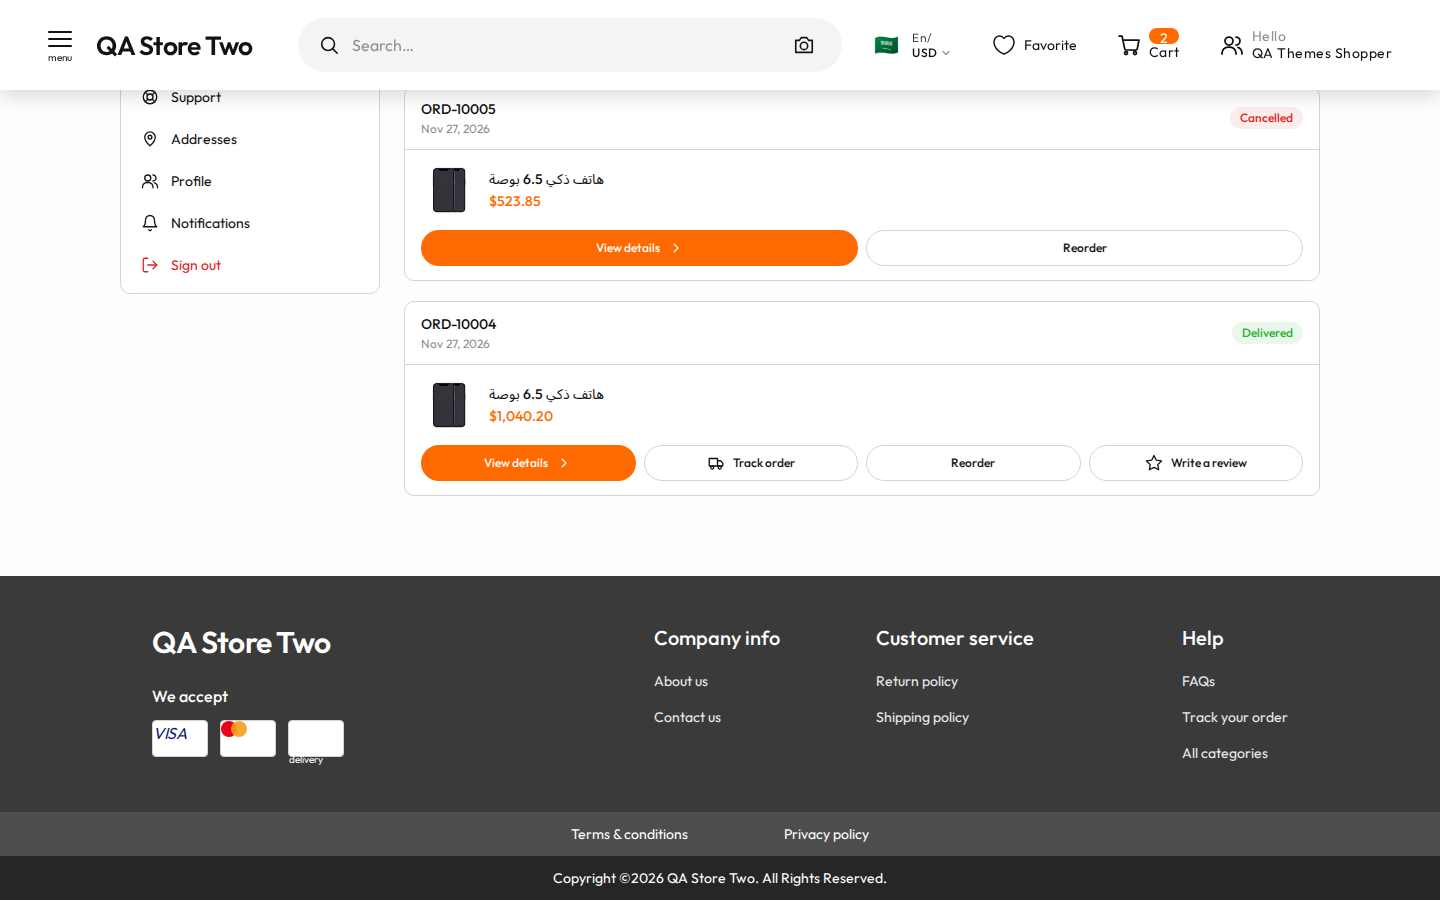 menu
QA Store Two
Search...
En/
USD
Favorite
2
Cart
Hello
QA Themes Shopper
Support
Addresses
Profile
Notifications
Sign out
ORD-10005
Nov 27, 2026
Cancelled
هاتف ذكي 6.5 بوصة
$523.85
View details
Reorder
ORD-10004
Nov 27, 2026
Delivered
هاتف ذكي 6.5 بوصة
$1,040.20
View details
Track order
Reorder
Write a review
QA Store Two
We accept
VISA
delivery
Company info
About us
Contact us
Customer service
Return policy
Shipping policy
Help
FAQs
Track your order
All categories
Terms & conditions
Privacy policy
Copyright ©2026 QA Store Two. All Rights Reserved.